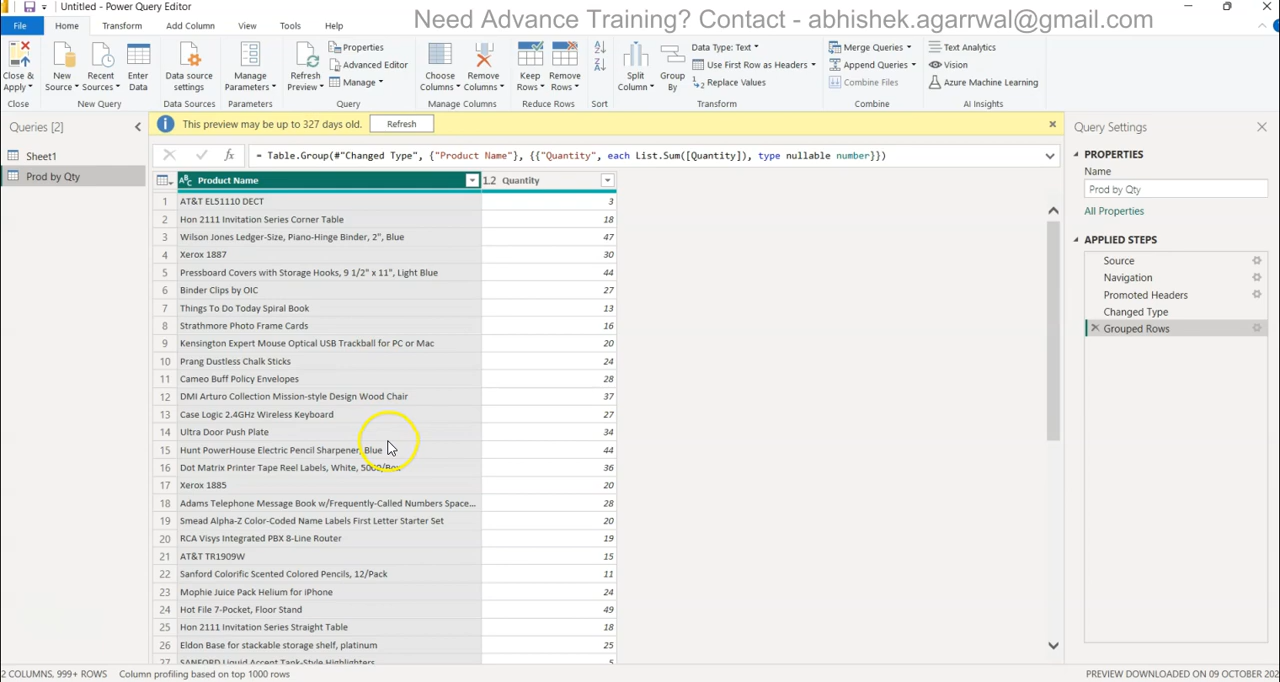 Untitled - Power Query Editor
Need Advance Training? Contact - abhishek.agarrwal@gmail.com
File Home Transform Add Column View Tools Help
Close & Apply
New Source
Recent Sources
Enter Data
Data source settings
Manage Parameters
Refresh Preview
Properties
Advanced Editor
Manage
Choose Columns
Remove Columns
Keep Rows
Remove Rows
Split Column
Group By
Data Type: Text
Use First Row as Headers
1→2 Replace Values
Merge Queries
Append Queries
Combine Files
Text Analytics
Vision
Azure Machine Learning
Close New Query Data Sources Parameters Query Manage Columns Reduce Rows Sort Transform Combine AI Insights
Queries [2]
Sheet1
Prod by Qty
This preview may be up to 327 days old. Refresh
fx = Table.Group(#"Changed Type", {"Product Name"}, {{"Quantity", each List.Sum([Quantity]), type nullable number}})
ABC Product Name 1.2 Quantity
1 AT&T EL51110 DECT 3
2 Hon 2111 Invitation Series Corner Table 18
3 Wilson Jones Ledger-Size, Piano-Hinge Binder, 2", Blue 47
4 Xerox 1887 30
5 Pressboard Covers with Storage Hooks, 9 1/2" x 11", Light Blue 44
6 Binder Clips by OIC 27
7 Things To Do Today Spiral Book 13
8 Strathmore Photo Frame Cards 16
9 Kensington Expert Mouse Optical USB Trackball for PC or Mac 20
10 Prang Dustless Chalk Sticks 24
11 Cameo Buff Policy Envelopes 28
12 DMI Arturo Collection Mission-style Design Wood Chair 37
13 Case Logic 2.4GHz Wireless Keyboard 27
14 Ultra Door Push Plate 34
15 Hunt PowerHouse Electric Pencil Sharpener, Blue 44
16 Dot Matrix Printer Tape Reel Labels, White, 5000/Box 36
17 Xerox 1885 20
18 Adams Telephone Message Book w/Frequently-Called Numbers Space... 28
19 Smead Alpha-Z Color-Coded Name Labels First Letter Starter Set 20
20 RCA Visys Integrated PBX 8-Line Router 19
21 AT&T TR1909W 15
22 Sanford Colorific Scented Colored Pencils, 12/Pack 11
23 Mophie Juice Pack Helium for iPhone 24
24 Hot File 7-Pocket, Floor Stand 49
25 Hon 2111 Invitation Series Straight Table 18
26 Eldon Base for stackable storage shelf, platinum 25
27 SANFORD Liquid Accent Tank-Style Highlighters 5
Query Settings
PROPERTIES
Name
Prod by Qty
All Properties
APPLIED STEPS
Source
Navigation
Promoted Headers
Changed Type
Grouped Rows
2 COLUMNS, 999+ ROWS Column profiling based on top 1000 rows PREVIEW DOWNLOADED ON 09 OCTOBER 202